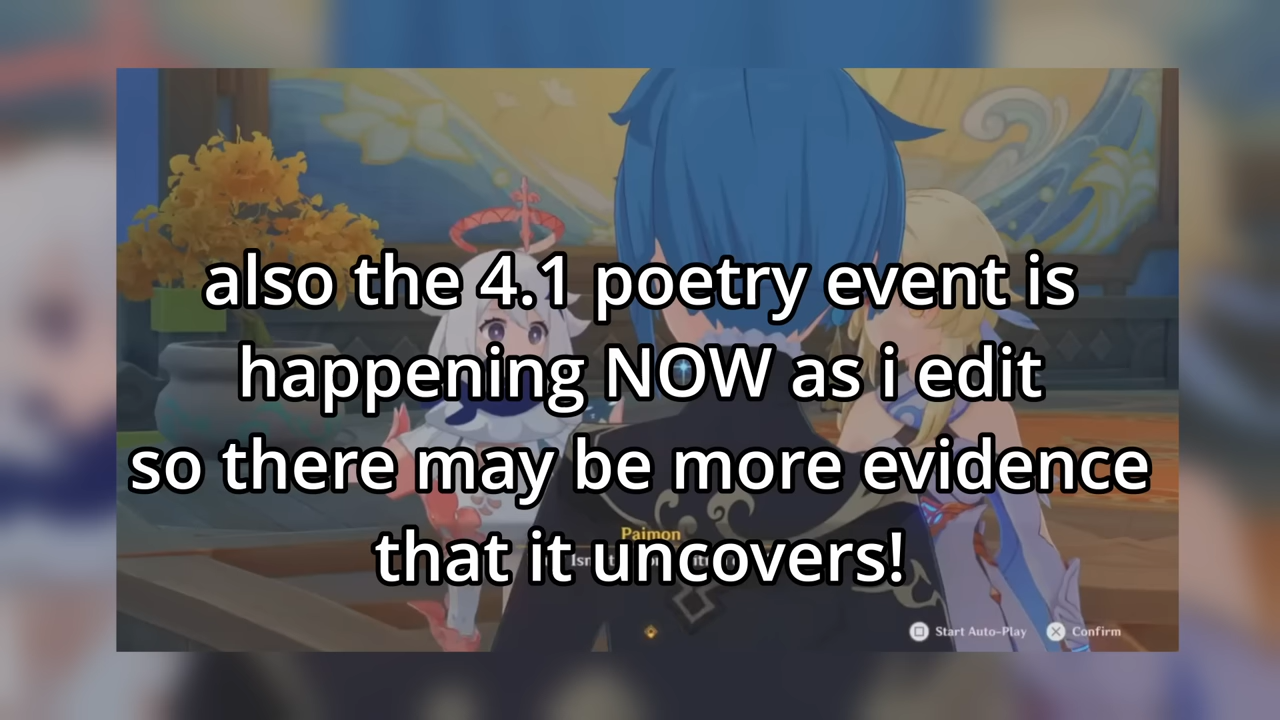 also the 4.1 poetry event is
happening NOW as i edit
so there may be more evidence
that it uncovers!
Paimon
Start Auto-Play
Confirm